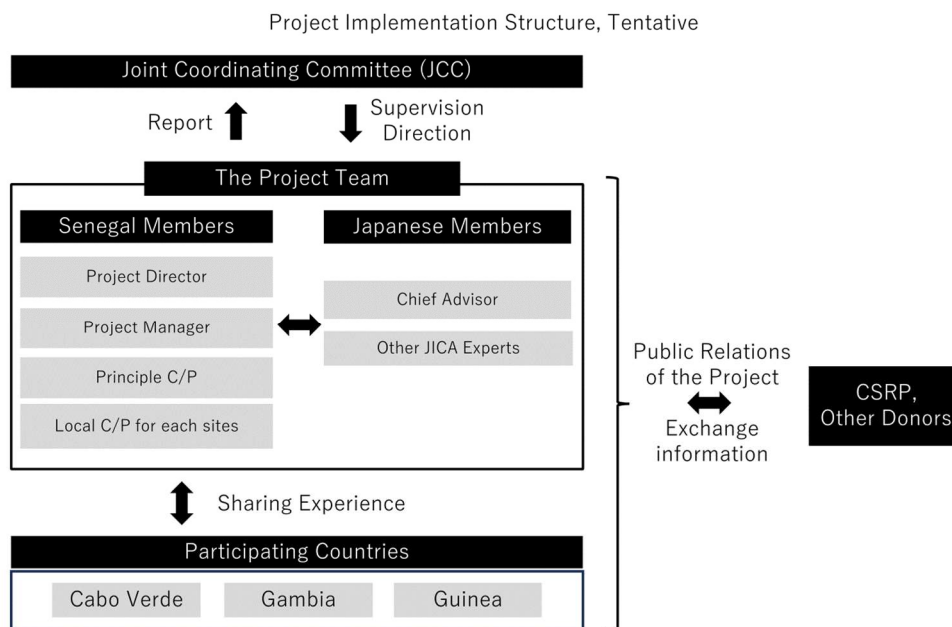 Project Implementation Structure, Tentative
Joint Coordinating Committee (JCC)
Report
Supervision
Direction
The Project Team
Senegal Members
Japanese Members
Project Director
Project Manager
Principle C/P
Local C/P for each sites
Chief Advisor
Other JICA Experts
Public Relations
of the Project
Exchange
information
CSRP,
Other Donors
Sharing Experience
Participating Countries
Cabo Verde
Gambia
Guinea